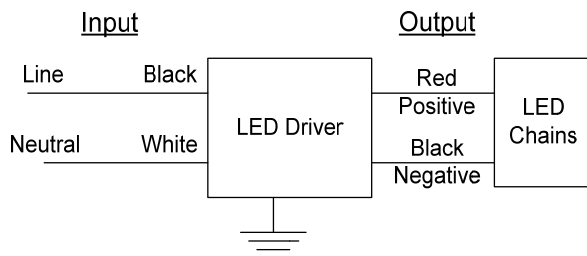 Input
Output
Line Black
Neutral White
LED Driver
Red
Positive
Black
Negative
LED
Chains